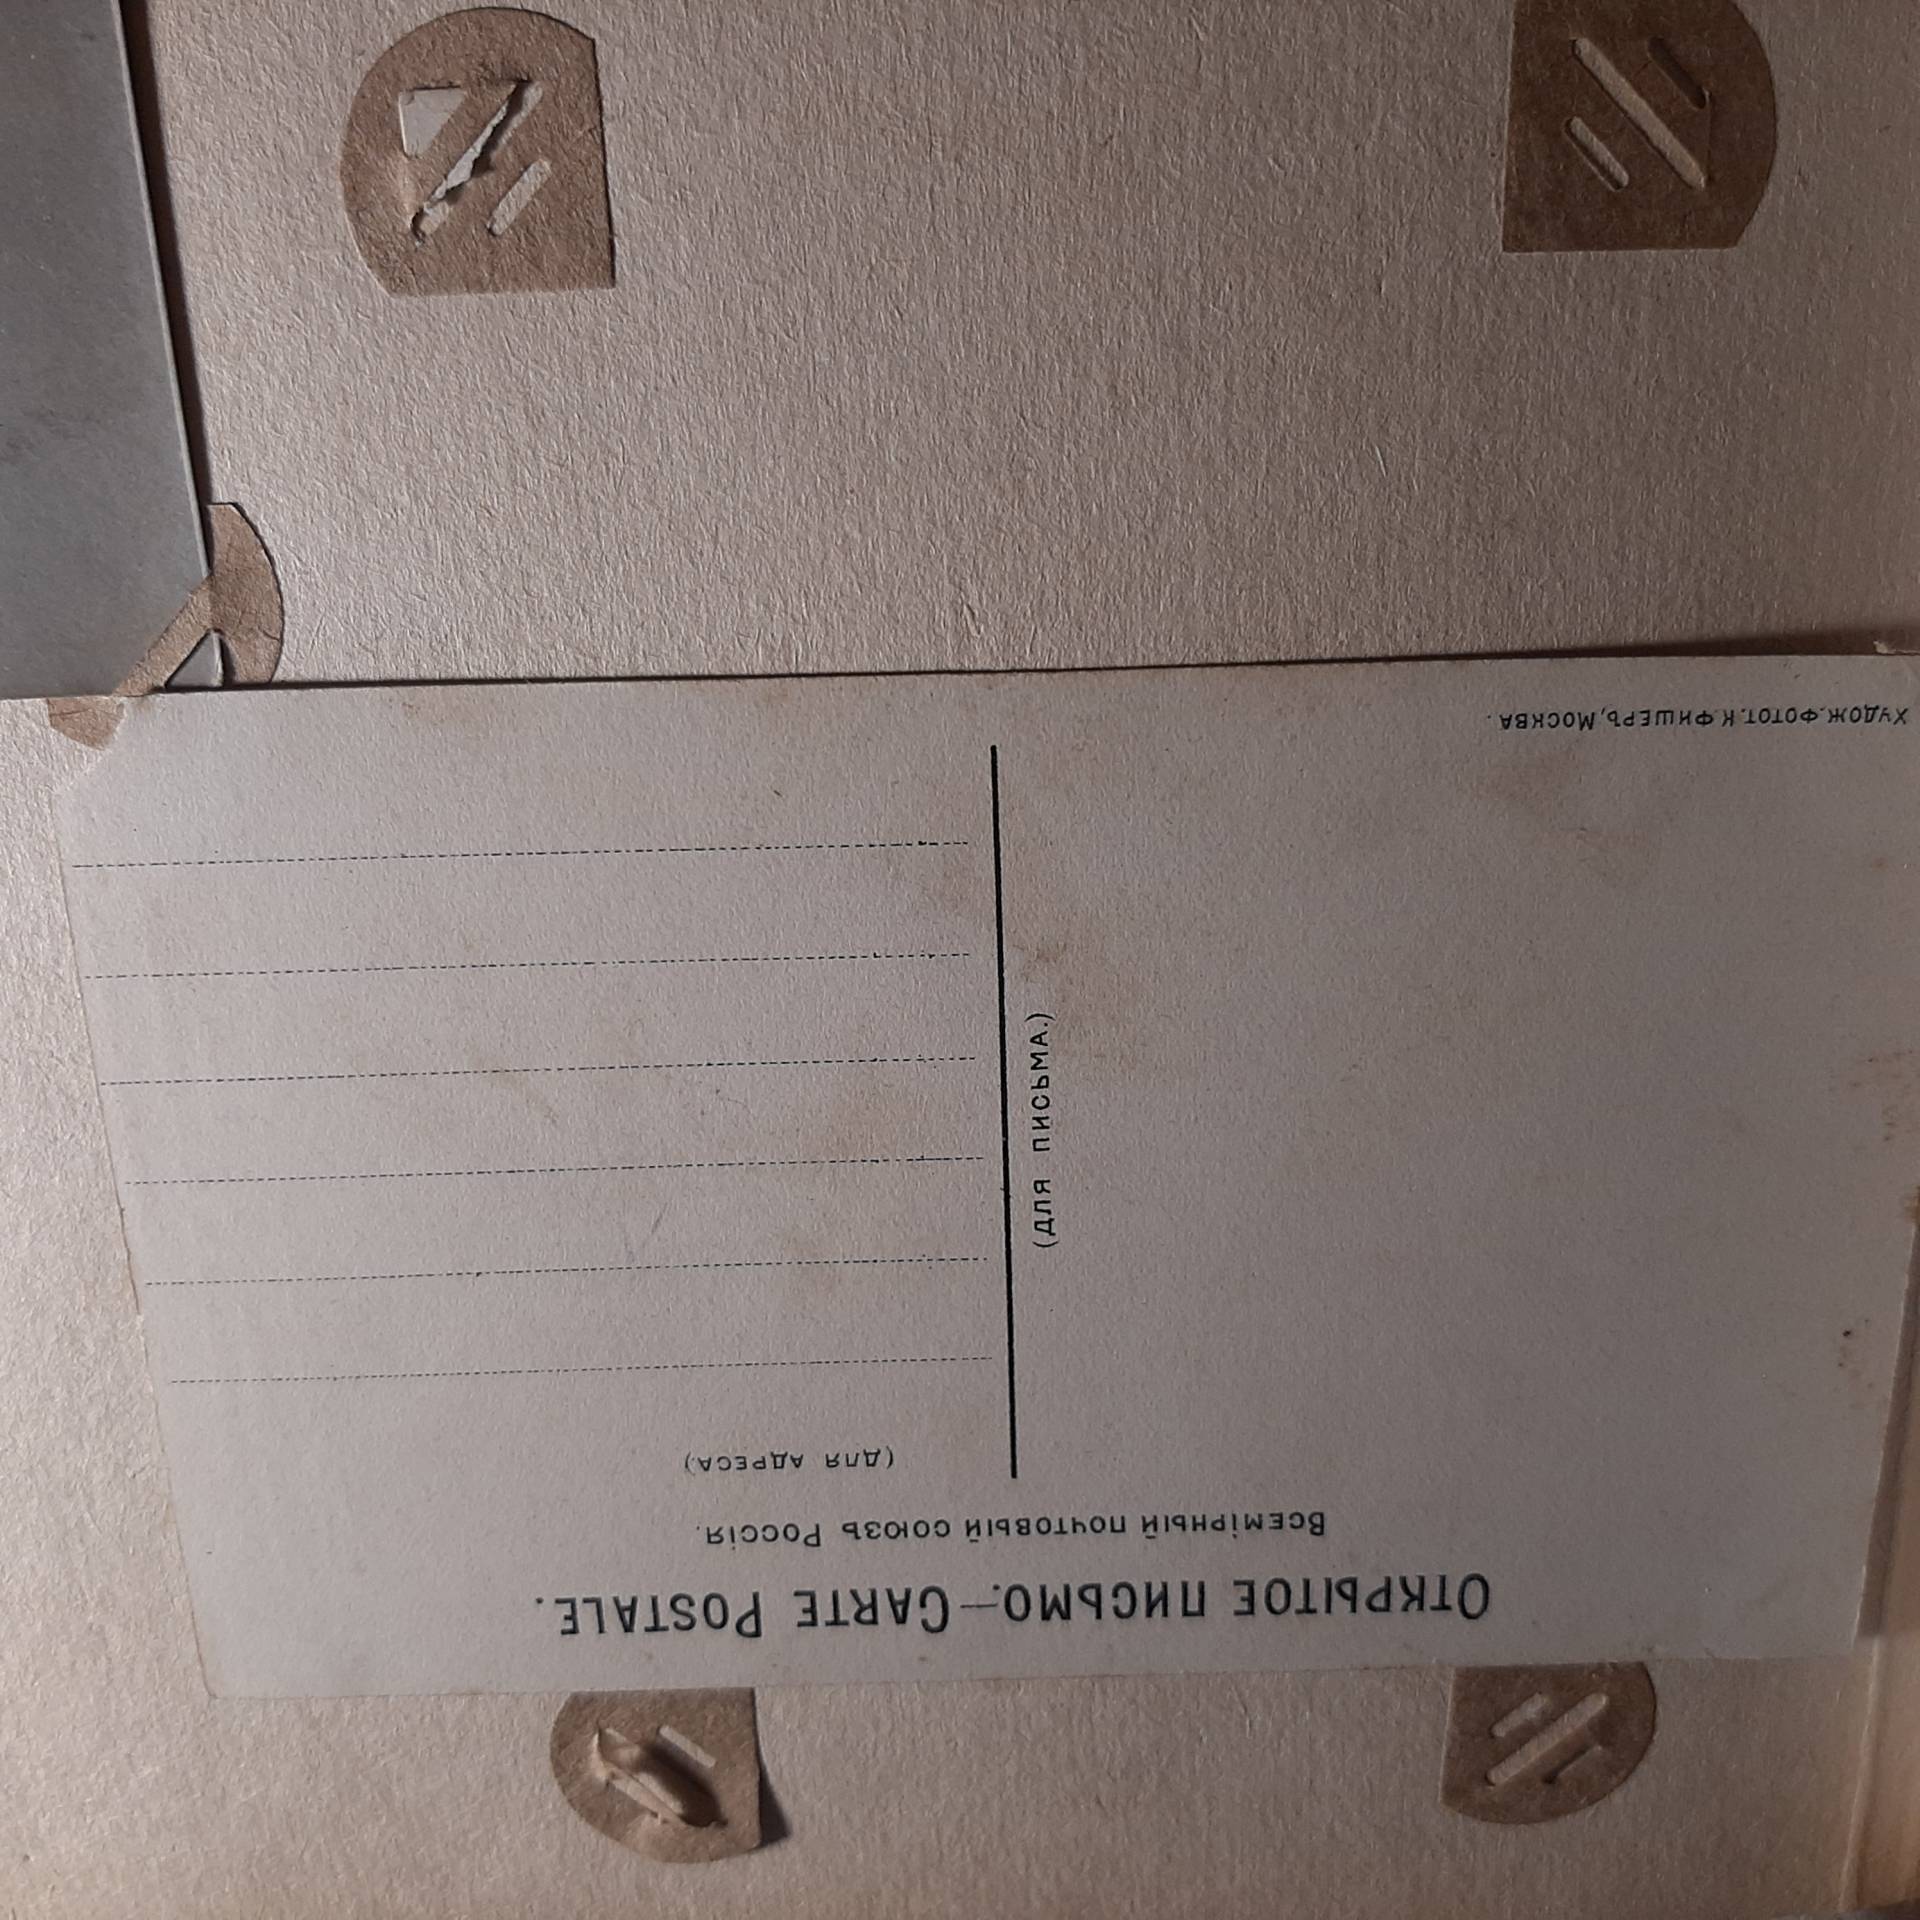 Открытое письмо.—Carte Postale.
Всемірный почтовый союзъ Россія.
(для адреса.)
(для письма.)
Худож. фотот. К. Фишеръ, Москва.